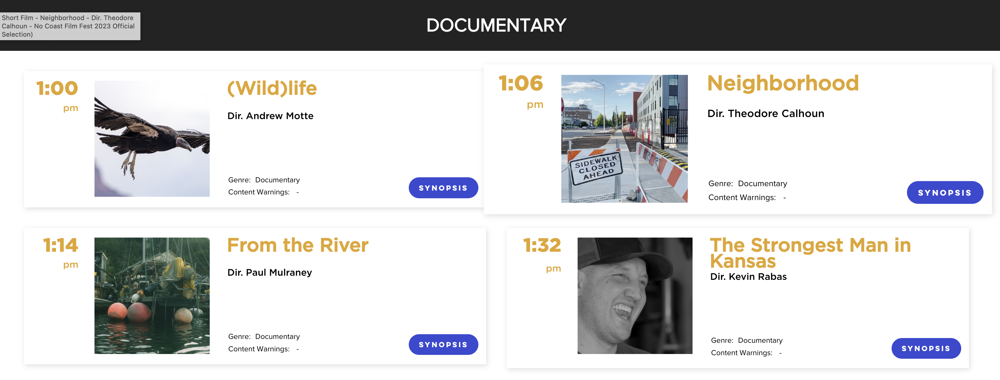 Short Film - Neighborhood - Dir. Theodore
Calhoun - No Coast Film Fest 2023 Official
Selection)
DOCUMENTARY
1:00
pm
(Wild)life
Dir. Andrew Motte
Genre: Documentary
Content Warnings: -
SYNOPSIS
1:06
pm
SIDEWALK
CLOSED
AHEAD
Neighborhood
Dir. Theodore Calhoun
Genre: Documentary
Content Warnings: -
SYNOPSIS
1:14
pm
From the River
Dir. Paul Mulraney
Genre: Documentary
Content Warnings: -
SYNOPSIS
1:32
pm
The Strongest Man in
Kansas
Dir. Kevin Rabas
Genre: Documentary
Content Warnings: -
SYNOPSIS